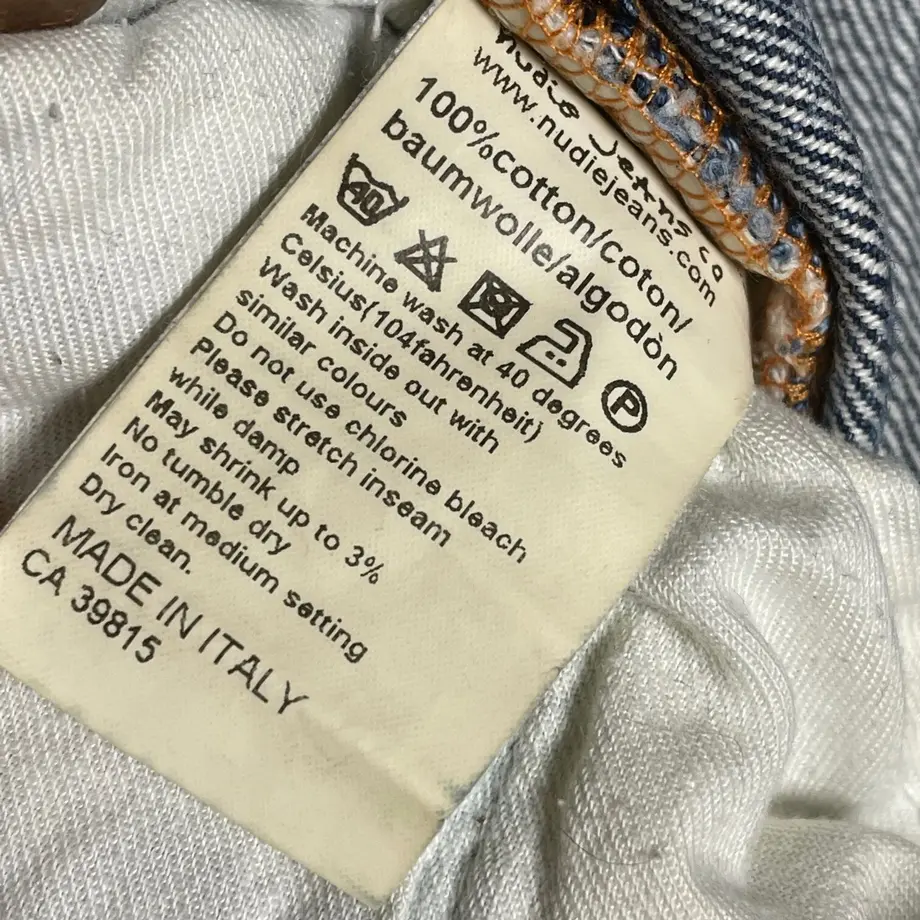 nudie jeans co
www.nudiejeans.com
100%cotton/coton/
baumwolle/algodòn
40 P
Machine wash at 40 degrees
Celsius(104fahrenheit)
Wash inside out with
similar colours
Do not use chlorine bleach
Please stretch inseam
while damp
May shrink up to 3%
No tumble dry
Iron at medium setting
Dry clean.
MADE IN ITALY
CA 39815